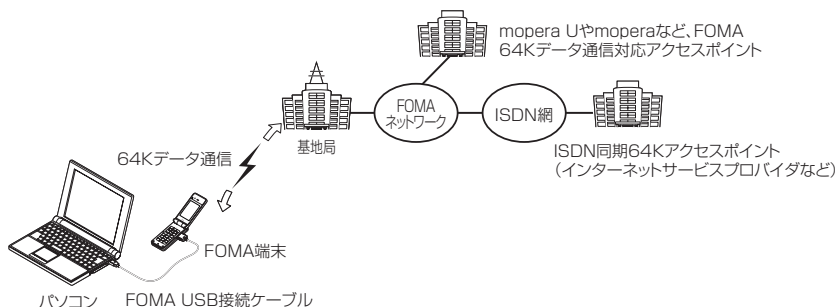 mopera Uやmoperaなど、FOMA
64Kデータ通信対応アクセスポイント
FOMA
ネットワーク
ISDN網
基地局
ISDN同期64Kアクセスポイント
（インターネットサービスプロバイダなど）
64Kデータ通信
FOMA端末
パソコン
FOMA USB接続ケーブル